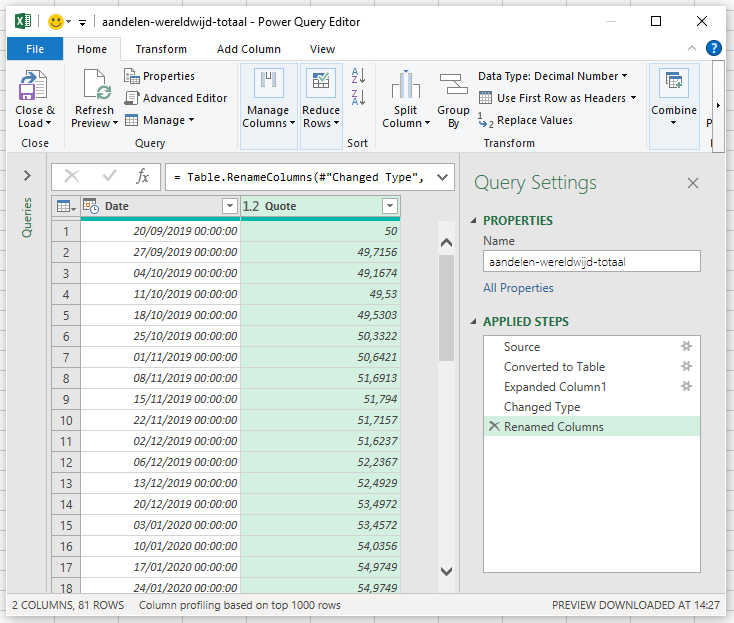 aandelen-wereldwijd-totaal - Power Query Editor
File Home Transform Add Column View
Close & Load
Close
Refresh Preview
Properties
Advanced Editor
Manage
Query
Manage Columns
Reduce Rows
Sort
Split Column
Group By
Data Type: Decimal Number
Use First Row as Headers
Replace Values
Transform
Combine
P
Queries
fx = Table.RenameColumns(#"Changed Type",
Date 1.2 Quote
1 20/09/2019 00:00:00 50
2 27/09/2019 00:00:00 49,7156
3 04/10/2019 00:00:00 49,1674
4 11/10/2019 00:00:00 49,53
5 18/10/2019 00:00:00 49,5303
6 25/10/2019 00:00:00 50,3322
7 01/11/2019 00:00:00 50,6421
8 08/11/2019 00:00:00 51,6913
9 15/11/2019 00:00:00 51,794
10 22/11/2019 00:00:00 51,7157
11 02/12/2019 00:00:00 51,6237
12 06/12/2019 00:00:00 52,2367
13 13/12/2019 00:00:00 52,4929
14 20/12/2019 00:00:00 53,4972
15 03/01/2020 00:00:00 53,4572
16 10/01/2020 00:00:00 54,0356
17 17/01/2020 00:00:00 54,9749
18 24/01/2020 00:00:00 54,9749
Query Settings
PROPERTIES
Name
aandelen-wereldwijd-totaal
All Properties
APPLIED STEPS
Source
Converted to Table
Expanded Column1
Changed Type
Renamed Columns
2 COLUMNS, 81 ROWS Column profiling based on top 1000 rows PREVIEW DOWNLOADED AT 14:27